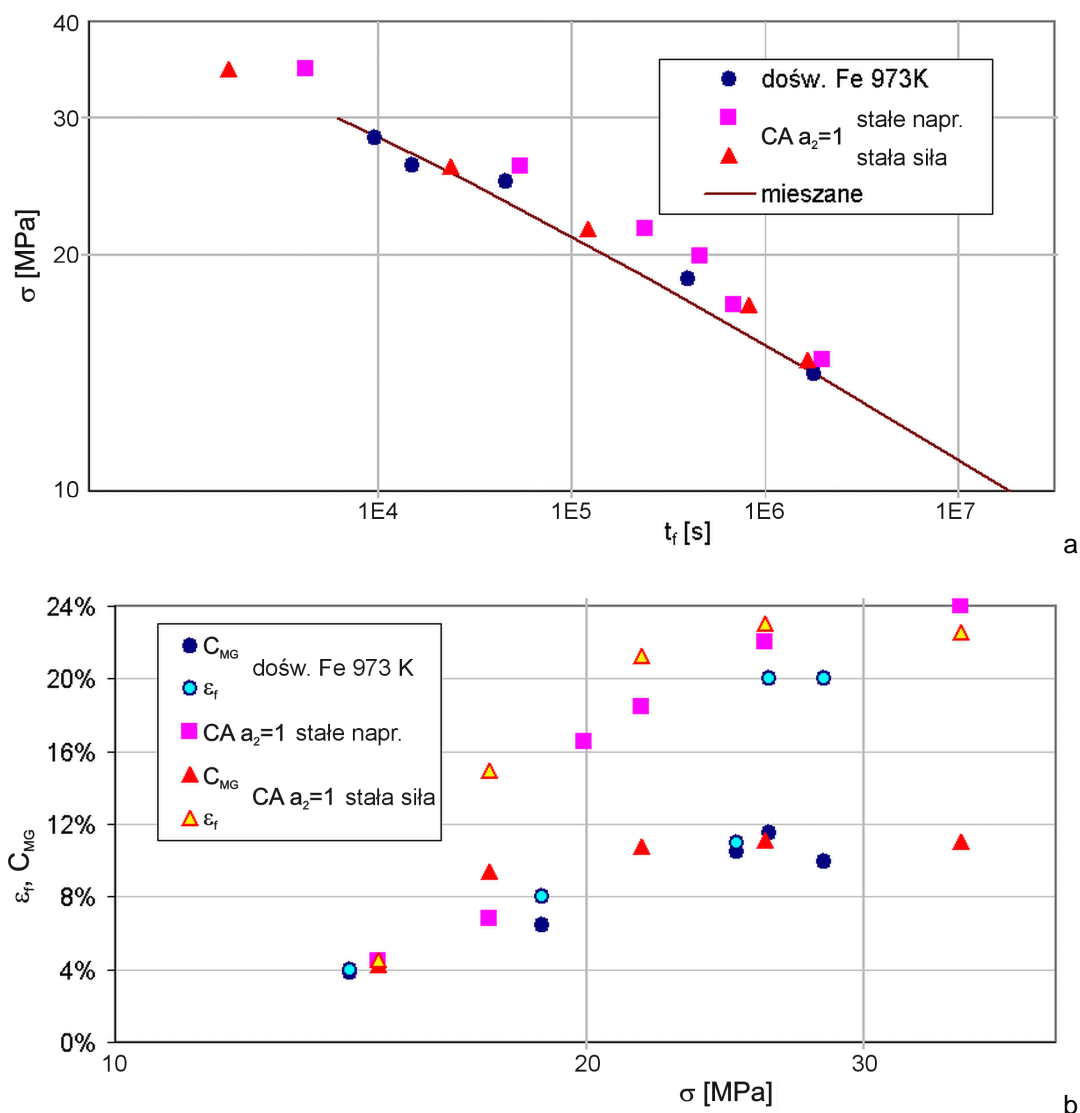 40
30
20
10
σ [MPa]
dośw. Fe 973K
stałe napr.
CA a₂=1
stała siła
mieszane
1E4 1E5 1E6 1E7
t_f [s]
a
24%
20%
16%
12%
8%
4%
0%
ε_f, C_MG
C_MG
dośw. Fe 973 K
ε_f
CA a₂=1 stałe napr.
C_MG
CA a₂=1 stała siła
ε_f
10 20 30
σ [MPa]
b